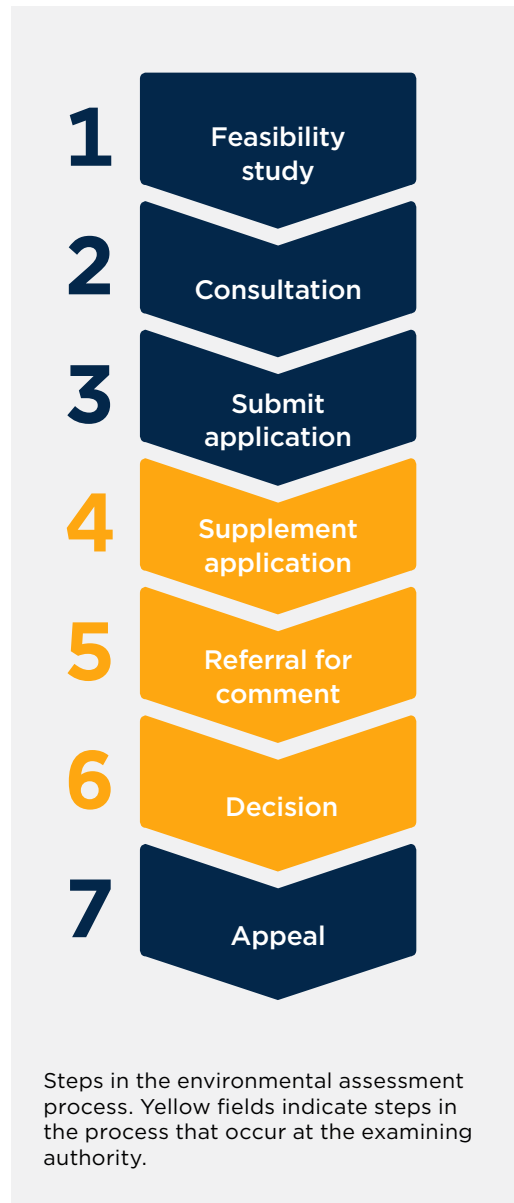 1
Feasibility
study
2
Consultation
3
Submit
application
4
Supplement
application
5
Referral for
comment
6
Decision
7
Appeal
Steps in the environmental assessment
process. Yellow fields indicate steps in
the process that occur at the examining
authority.